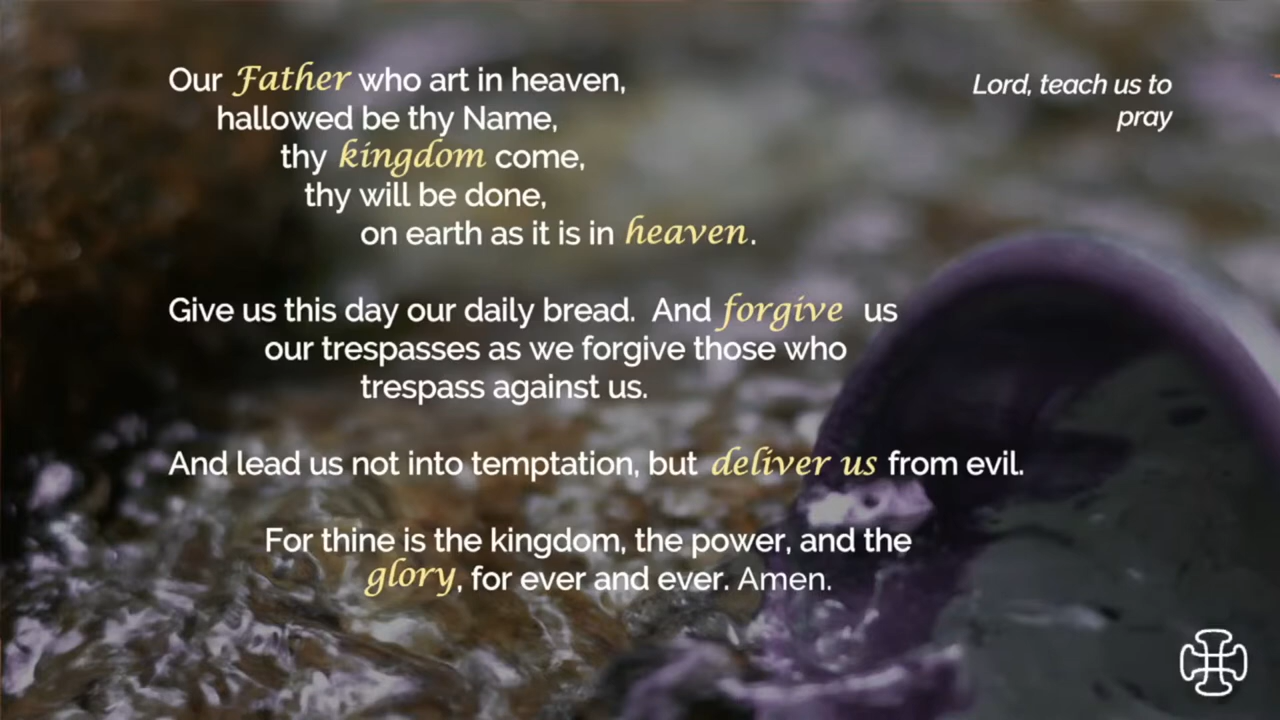 Our Father who art in heaven,
hallowed be thy Name,
thy kingdom come,
thy will be done,
on earth as it is in heaven.
Give us this day our daily bread. And forgive us
our trespasses as we forgive those who
trespass against us.
And lead us not into temptation, but deliver us from evil.
For thine is the kingdom, the power, and the
glory, for ever and ever. Amen.
Lord, teach us to
pray